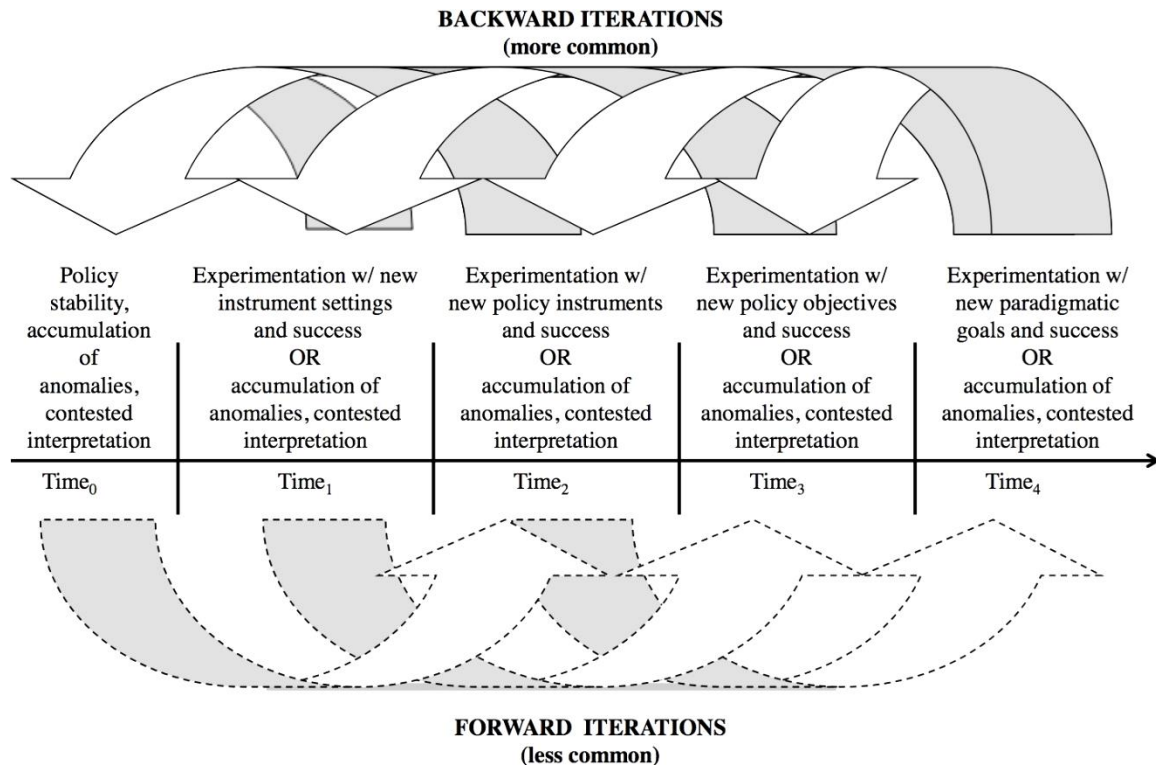 BACKWARD ITERATIONS
(more common)
Policy
stability,
accumulation
of
anomalies,
contested
interpretation
Experimentation w/ new
instrument settings
and success
OR
accumulation of
anomalies, contested
interpretation
Experimentation w/
new policy instruments
and success
OR
accumulation of
anomalies, contested
interpretation
Experimentation w/
new policy objectives
and success
OR
accumulation of
anomalies, contested
interpretation
Experimentation w/
new paradigmatic
goals and success
OR
accumulation of
anomalies, contested
interpretation
Time₀
Time₁
Time₂
Time₃
Time₄
FORWARD ITERATIONS
(less common)